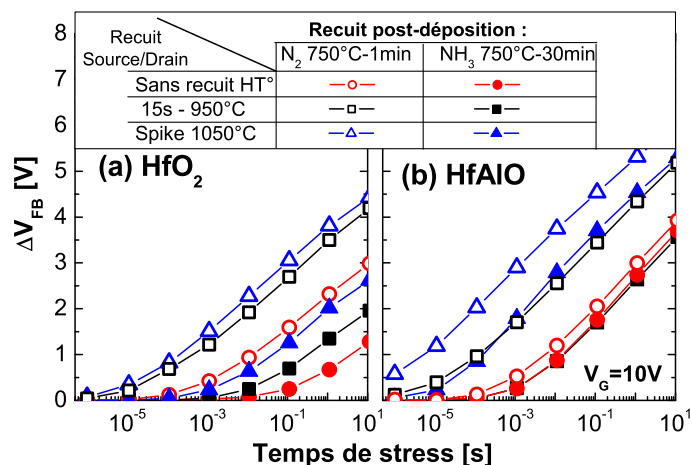 Recuit post-déposition :
Recuit
Source/Drain
N2 750°C-1min
NH3 750°C-30min
Sans recuit HT°
15s - 950°C
Spike 1050°C
8
7
6
5
4
3
2
1
0
ΔVFB [V]
(a) HfO2
(b) HfAlO
VG=10V
10-5
10-3
10-1
101
10-5
10-3
10-1
101
Temps de stress [s]